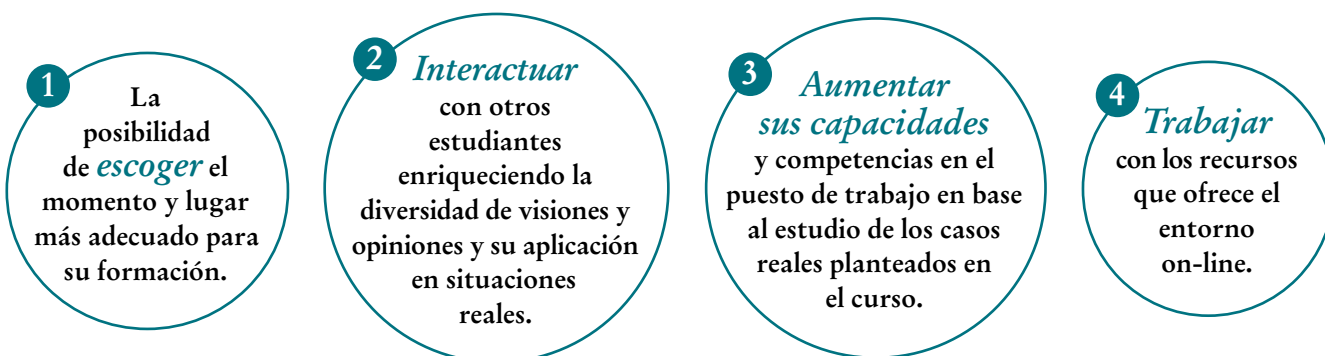 1
La
posibilidad
de escoger el
momento y lugar
más adecuado para
su formación.
2
Interactuar
con otros
estudiantes
enriqueciendo la
diversidad de visiones y
opiniones y su aplicación
en situaciones
reales.
3
Aumentar
sus capacidades
y competencias en el
puesto de trabajo en base
al estudio de los casos
reales planteados en
el curso.
4
Trabajar
con los recursos
que ofrece el
entorno
on-line.